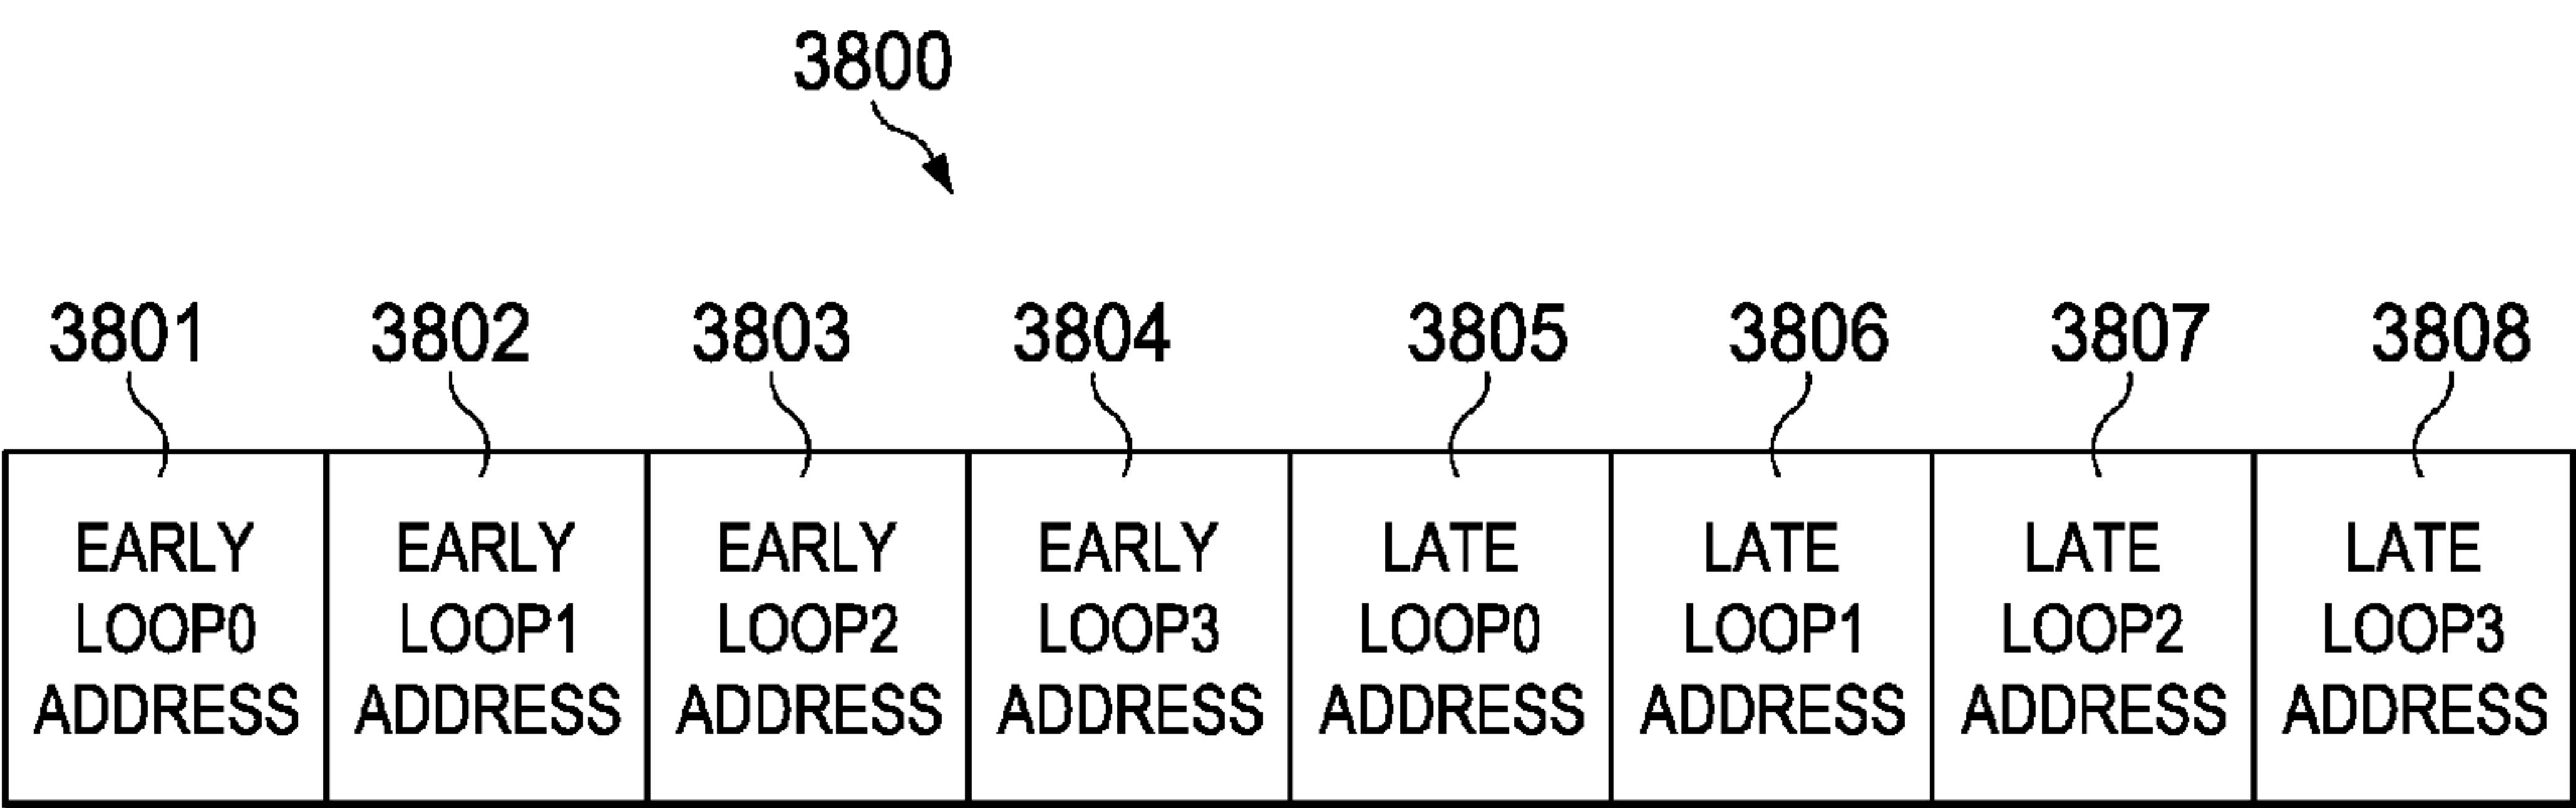 3800
3801 3802 3803 3804 3805 3806 3807 3808
EARLY LOOP0 ADDRESS
EARLY LOOP1 ADDRESS
EARLY LOOP2 ADDRESS
EARLY LOOP3 ADDRESS
LATE LOOP0 ADDRESS
LATE LOOP1 ADDRESS
LATE LOOP2 ADDRESS
LATE LOOP3 ADDRESS